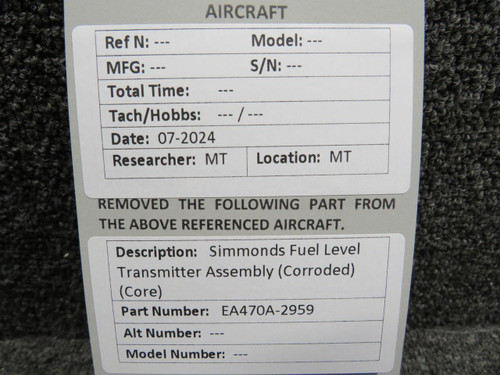 AIRCRAFT
Ref N: --- Model: ---
MFG: --- S/N: ---
Total Time: ---
Tach/Hobbs: --- / ---
Date: 07-2024
Researcher: MT Location: MT
REMOVED THE FOLLOWING PART FROM
THE ABOVE REFERENCED AIRCRAFT.
Description: Simmonds Fuel Level
Transmitter Assembly (Corroded)
(Core)
Part Number: EA470A-2959
Alt Number: ---
Model Number: ---